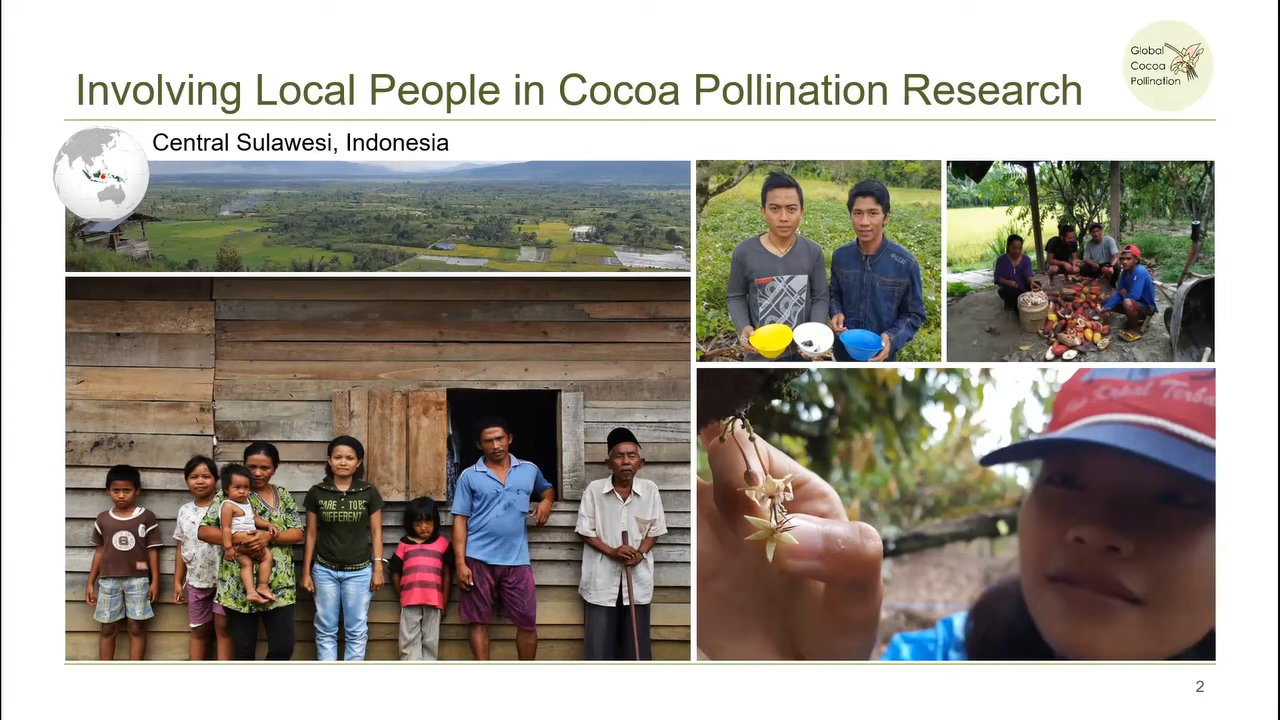 Involving Local People in Cocoa Pollination Research
Global
Cocoa
Pollination
Central Sulawesi, Indonesia
DARE TO BE
DIFFERENT
2